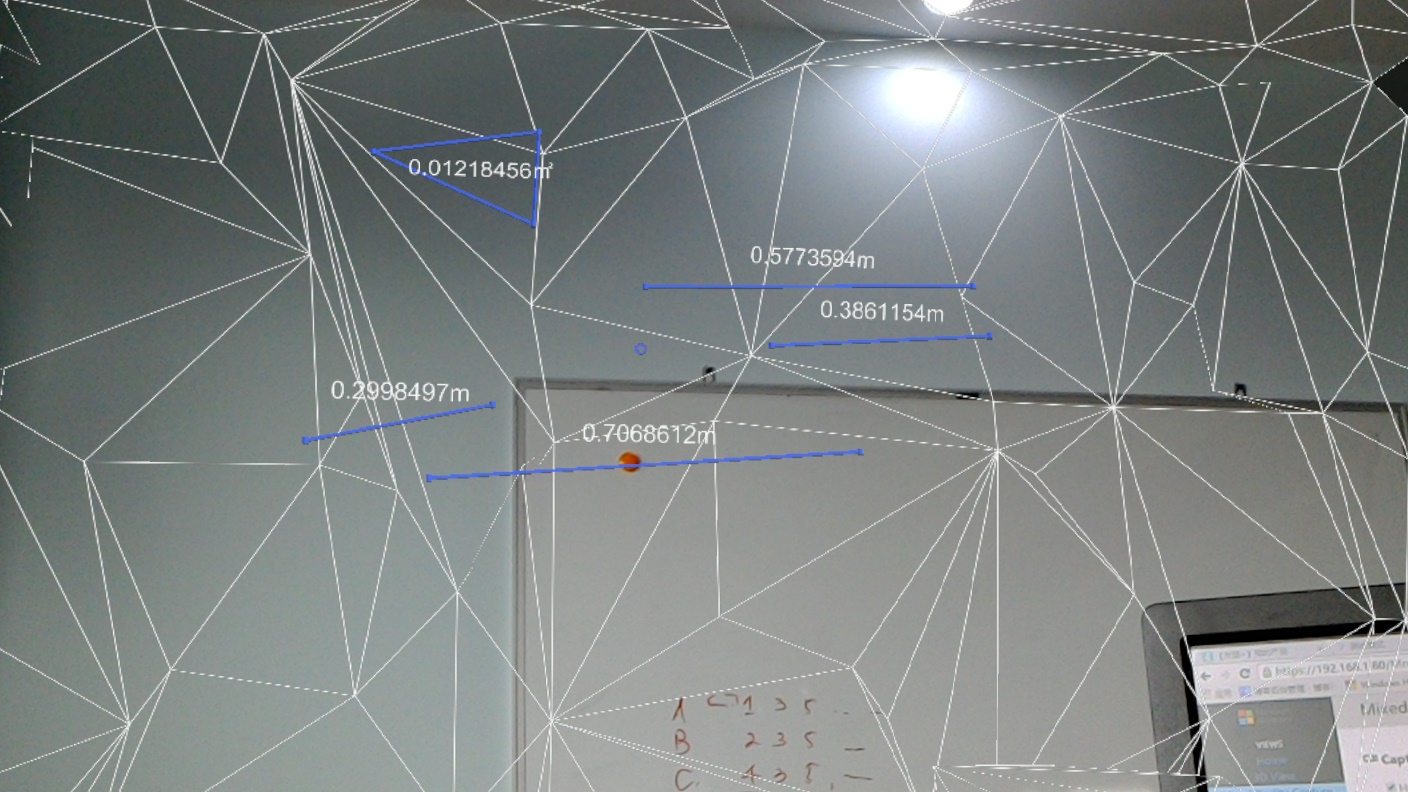 0.01218456㎡
0.5773594m
0.3861154m
0.2998497m
0.7068612m
A 1 3 5 ..
B 2 3 5 _
C. 4 3 5 . —
https://192.168.1.60/
Mixed
VIEWS
Home
3D View
Capt